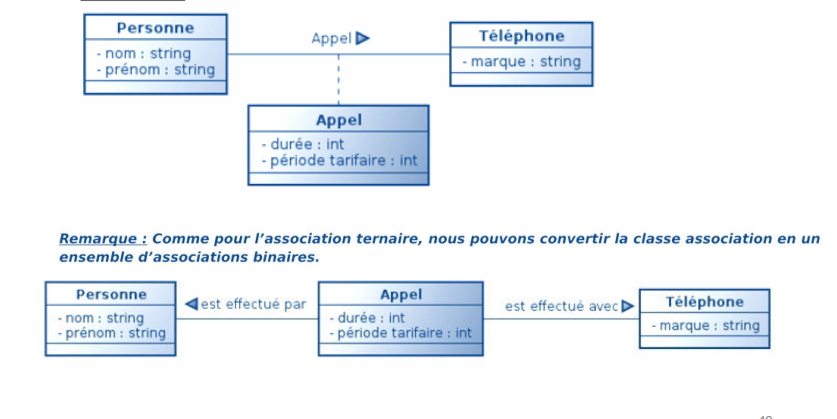 Personne
- nom : string
- prénom : string
Appel
Téléphone
- marque : string
Appel
- durée : int
- période tarifaire : int
Remarque : Comme pour l’association ternaire, nous pouvons convertir la classe association en un
ensemble d’associations binaires.
Personne
- nom : string
- prénom : string
est effectué par
Appel
- durée : int
- période tarifaire : int
est effectué avec
Téléphone
- marque : string